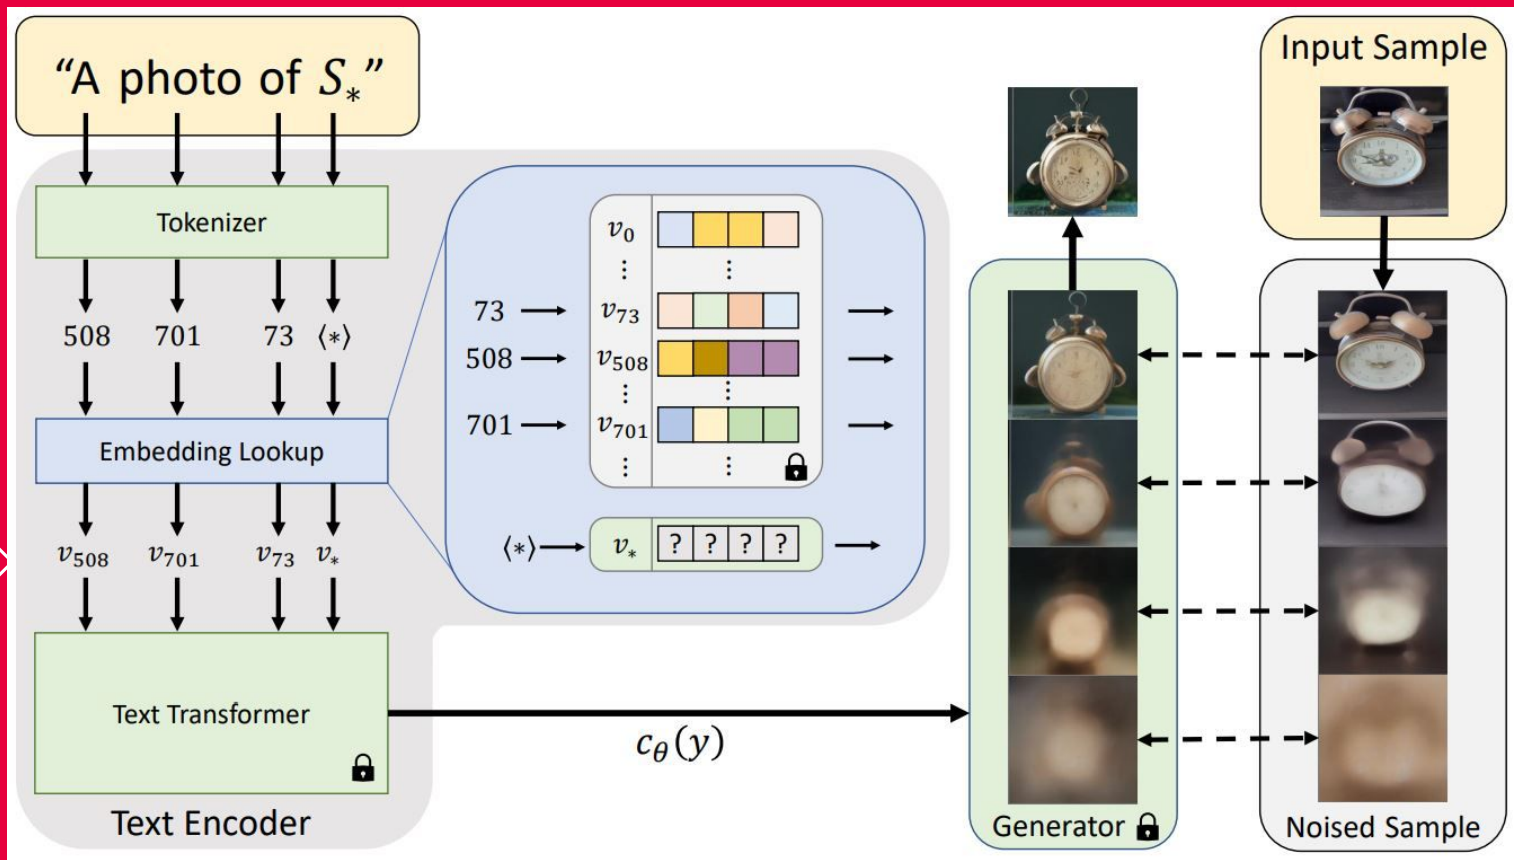 “A photo of S*”
Tokenizer
508 701 73 ⟨*⟩
Embedding Lookup
v508 v701 v73 v*
Text Transformer
Text Encoder
v0
⋮ ⋮
73 v73
508 v508
⋮ ⋮
701 v701
⋮ ⋮
⟨*⟩ v* ? ? ? ?
cθ(y)
Generator
Input Sample
Noised Sample